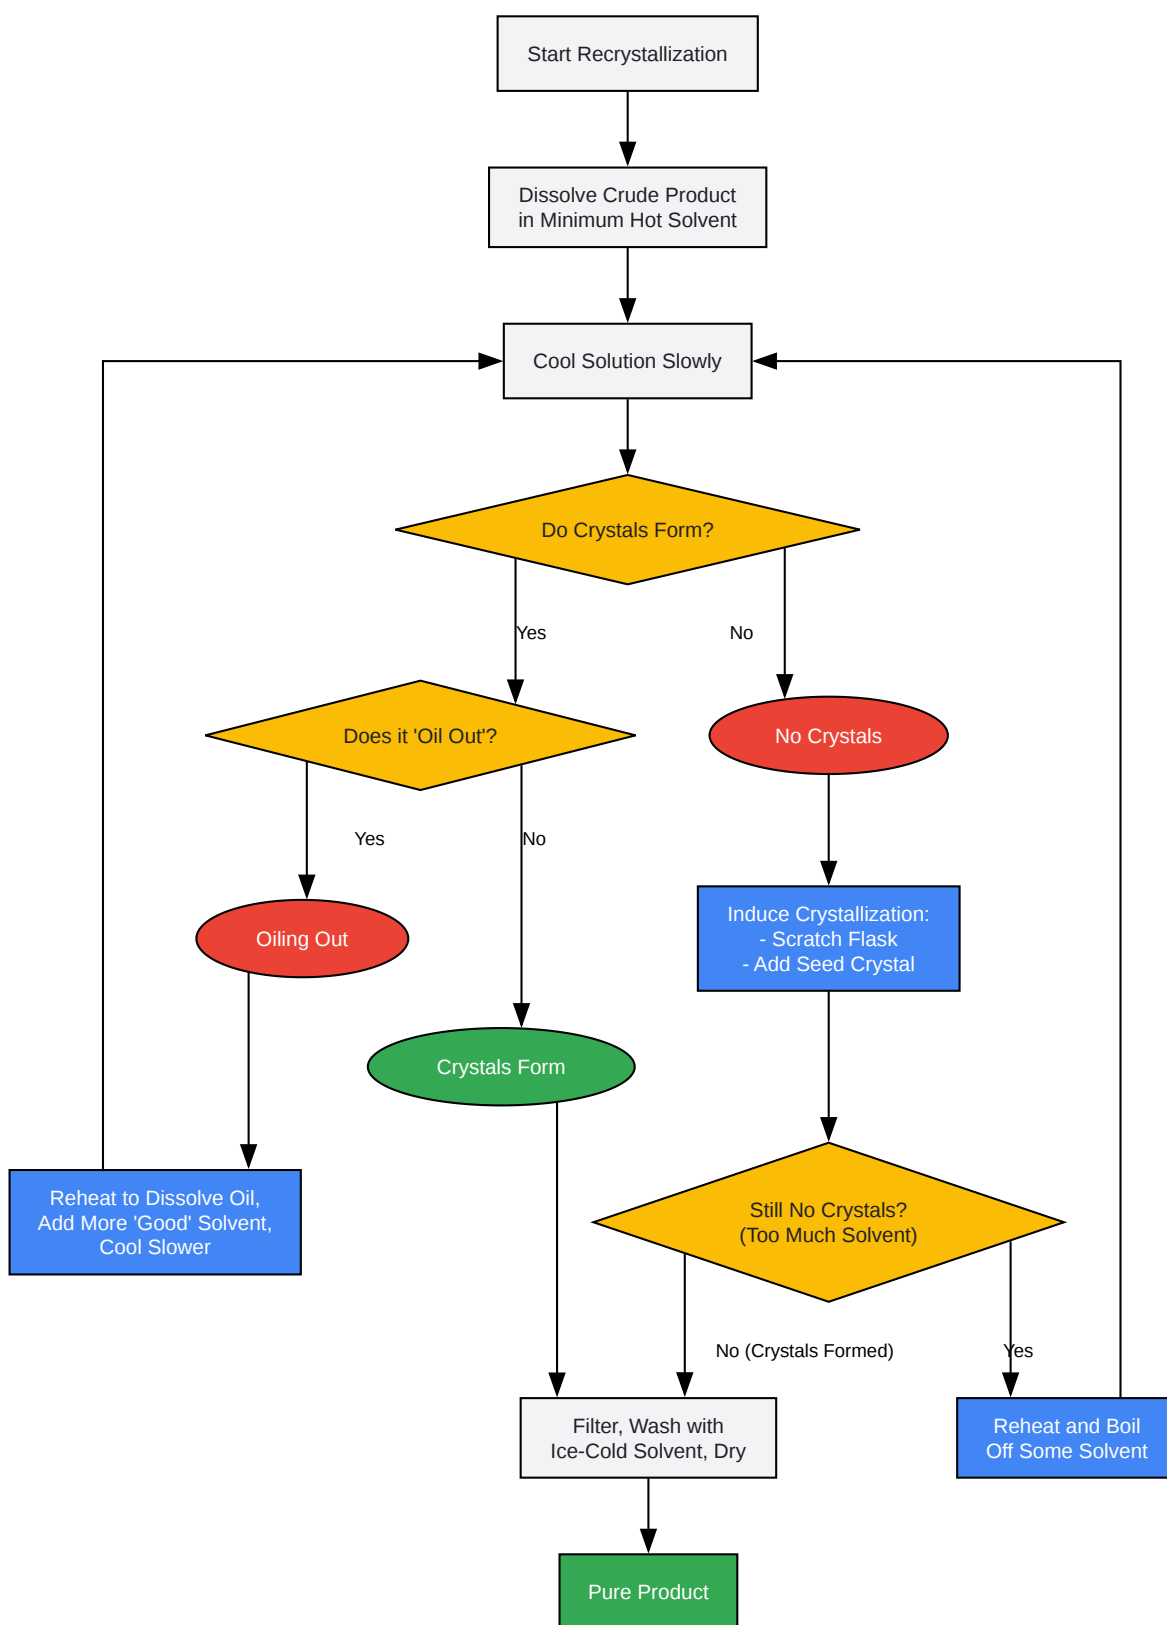 Start Recrystallization
Dissolve Crude Product
in Minimum Hot Solvent
Cool Solution Slowly
Do Crystals Form?
Yes
No
Does it 'Oil Out'?
No Crystals
Yes
No
Induce Crystallization:
- Scratch Flask
- Add Seed Crystal
Oiling Out
Crystals Form
Reheat to Dissolve Oil,
Add More 'Good' Solvent,
Cool Slower
Still No Crystals?
(Too Much Solvent)
No (Crystals Formed)
Yes
Filter, Wash with
Ice-Cold Solvent, Dry
Reheat and Boil
Off Some Solvent
Pure Product